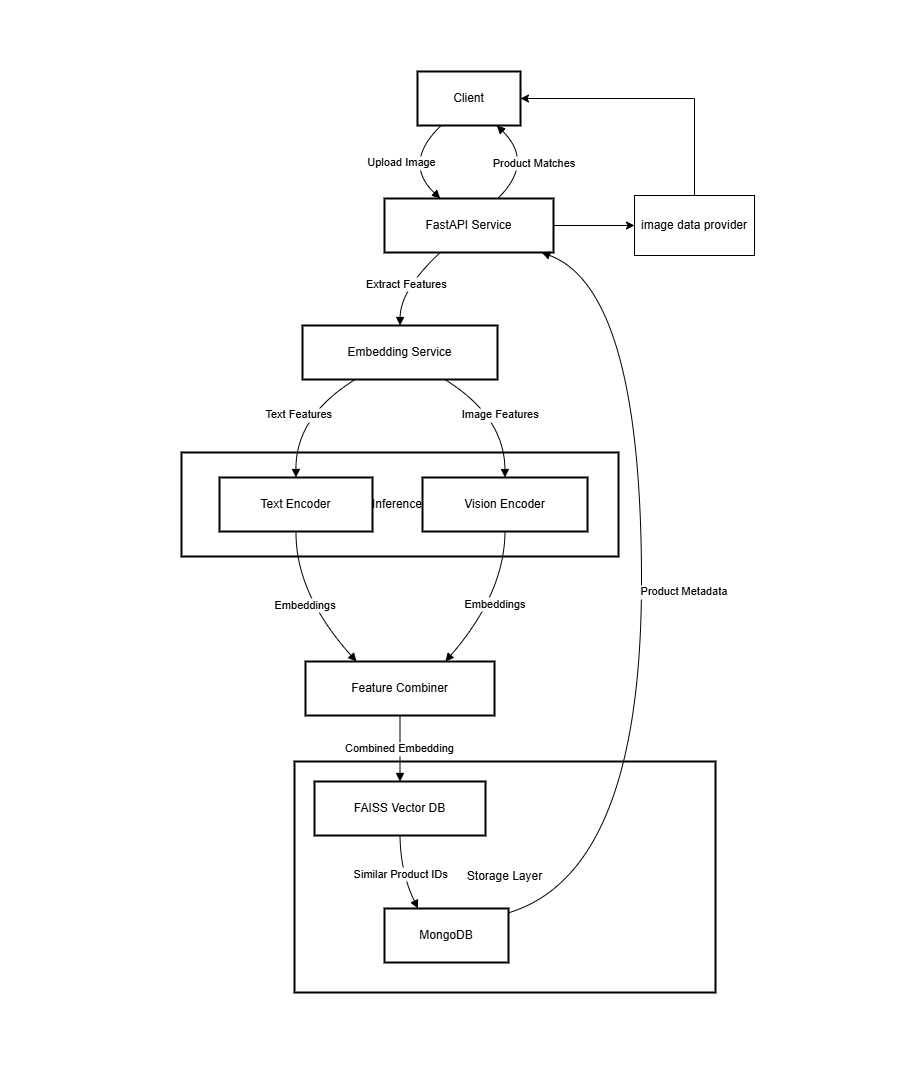 Client
Upload Image
Product Matches
FastAPI Service
image data provider
Extract Features
Embedding Service
Text Features
Image Features
Text Encoder
Inference
Vision Encoder
Embeddings
Embeddings
Product Metadata
Feature Combiner
Combined Embedding
FAISS Vector DB
Similar Product IDs
Storage Layer
MongoDB